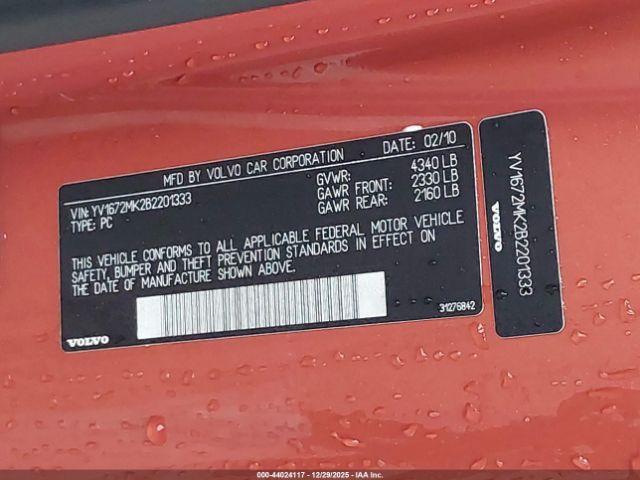 MFD BY VOLVO CAR CORPORATION DATE: 02/10
GVWR: 4340 LB
GAWR FRONT: 2330 LB
GAWR REAR: 2160 LB
VIN: YV1672MK2B2201333
TYPE: PC
THIS VEHICLE CONFORMS TO ALL APPLICABLE FEDERAL MOTOR VEHICLE
SAFETY, BUMPER AND THEFT PREVENTION STANDARDS IN EFFECT ON
THE DATE OF MANUFACTURE SHOWN ABOVE.
31276842
VOLVO
VOLVO
YV1672MK2B2201333
000-44024117 - 12/29/2025 - IAA Inc.